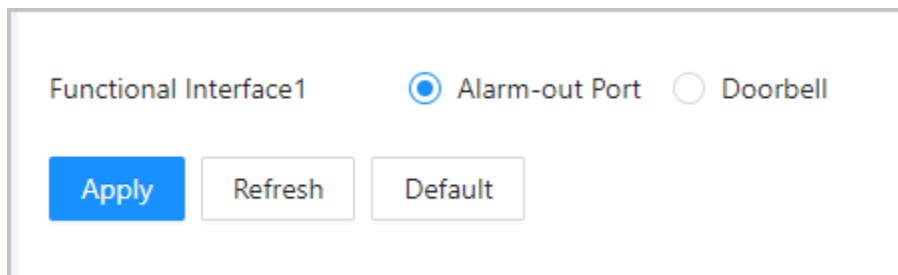 Functional Interface1 Alarm-out Port Doorbell
Apply Refresh Default